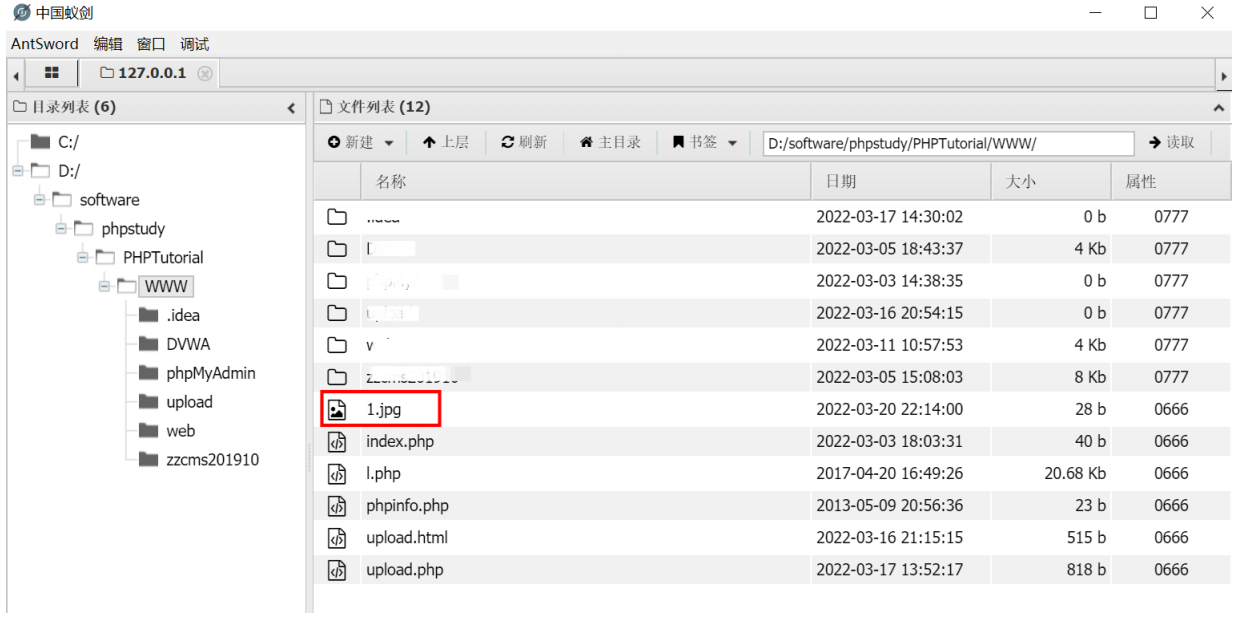 中国蚁剑
AntSword 编辑 窗口 调试
127.0.0.1
目录列表 (6)
文件列表 (12)
新建 上层 刷新 主目录 书签 D:/software/phpstudy/PHPTutorial/WWW/ 读取
名称 日期 大小 属性
C:/
D:/
software
phpstudy
PHPTutorial
WWW
.idea
DVWA
phpMyAdmin
upload
web
zzcms201910
2022-03-17 14:30:02 0 b 0777
2022-03-05 18:43:37 4 Kb 0777
2022-03-03 14:38:35 0 b 0777
2022-03-16 20:54:15 0 b 0777
2022-03-11 10:57:53 4 Kb 0777
2022-03-05 15:08:03 8 Kb 0777
1.jpg 2022-03-20 22:14:00 28 b 0666
index.php 2022-03-03 18:03:31 40 b 0666
l.php 2017-04-20 16:49:26 20.68 Kb 0666
phpinfo.php 2013-05-09 20:56:36 23 b 0666
upload.html 2022-03-16 21:15:15 515 b 0666
upload.php 2022-03-17 13:52:17 818 b 0666